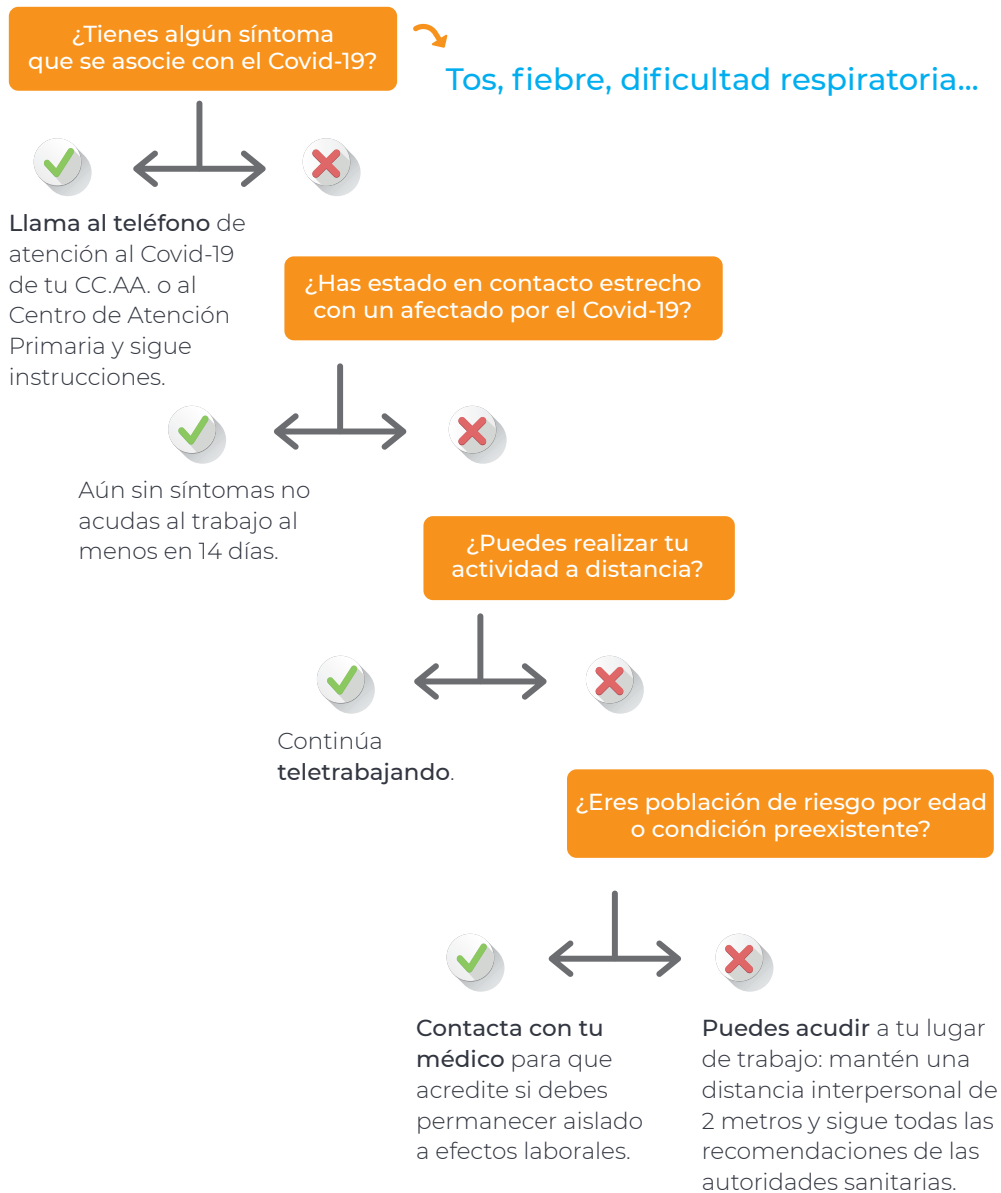 ¿Tienes algún síntoma
que se asocie con el Covid-19?
Tos, fiebre, dificultad respiratoria...
Llama al teléfono de
atención al Covid-19
de tu CC.AA. o al
Centro de Atención
Primaria y sigue
instrucciones.
¿Has estado en contacto estrecho
con un afectado por el Covid-19?
Aún sin síntomas no
acudas al trabajo al
menos en 14 días.
¿Puedes realizar tu
actividad a distancia?
Continúa
teletrabajando.
¿Eres población de riesgo por edad
o condición preexistente?
Contacta con tu
médico para que
acredite si debes
permanecer aislado
a efectos laborales.
Puedes acudir a tu lugar
de trabajo: mantén una
distancia interpersonal de
2 metros y sigue todas las
recomendaciones de las
autoridades sanitarias.